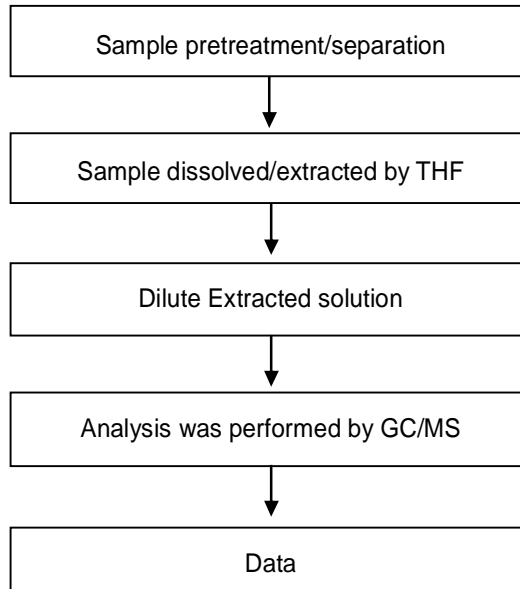 Sample pretreatment/separation
Sample dissolved/extracted by THF
Dilute Extracted solution
Analysis was performed by GC/MS
Data